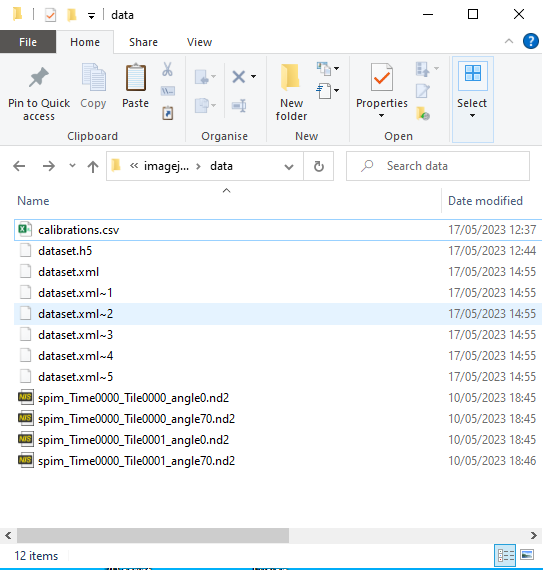 data
File Home Share View
Pin to Quick access
Copy
Paste
New folder
Properties
Select
Clipboard Organise New Open
« imagej... > data
Search data
Name Date modified
calibrations.csv 17/05/2023 12:37
dataset.h5 17/05/2023 12:44
dataset.xml 17/05/2023 14:55
dataset.xml~1 17/05/2023 14:55
dataset.xml~2 17/05/2023 14:55
dataset.xml~3 17/05/2023 14:55
dataset.xml~4 17/05/2023 14:55
dataset.xml~5 17/05/2023 14:55
spim_Time0000_Tile0000_angle0.nd2 10/05/2023 18:45
spim_Time0000_Tile0000_angle70.nd2 10/05/2023 18:45
spim_Time0000_Tile0001_angle0.nd2 10/05/2023 18:45
spim_Time0000_Tile0001_angle70.nd2 10/05/2023 18:46
12 items